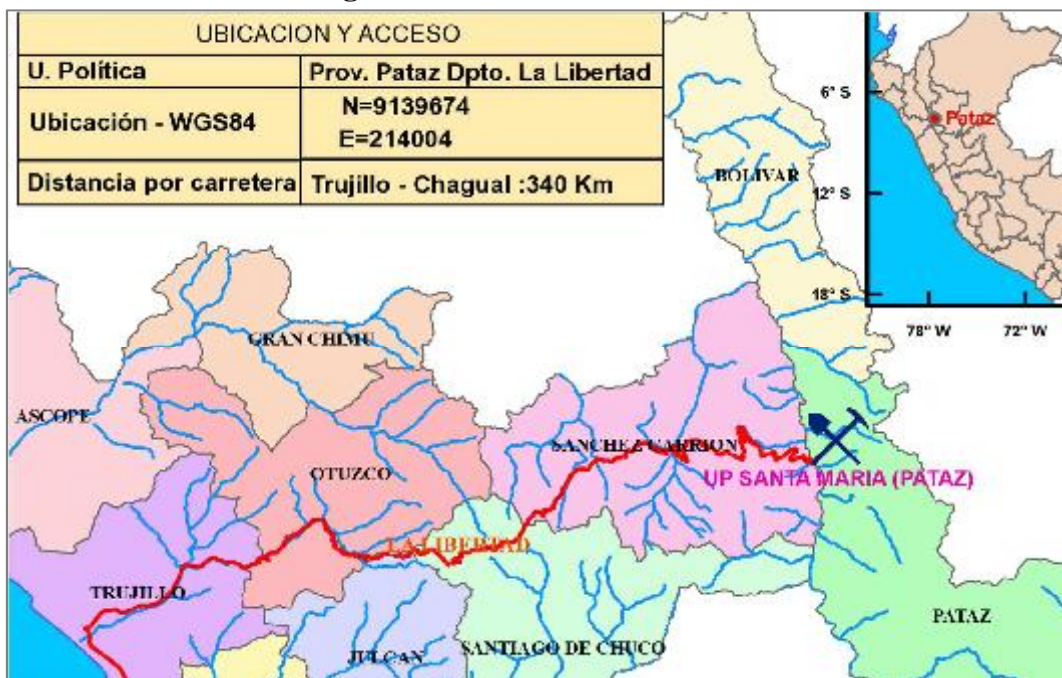 UBICACION Y ACCESO
U. Política Prov. Pataz Dpto. La Libertad
Ubicación - WGS84 N=9139674
E=214004
Distancia por carretera Trujillo - Chagual :340 Km
6° S
Pataz
12° S
18° S
78° W 72° W
BOLIVAR
GRAN CHIMU
ASCOPE
OTUZCO
SANCHEZ CARRION
UP SANTA MARIA (PATAZ)
LA LIBERTAD
TRUJILLO
PATAZ
JULCAN
SANTIAGO DE CHUCO